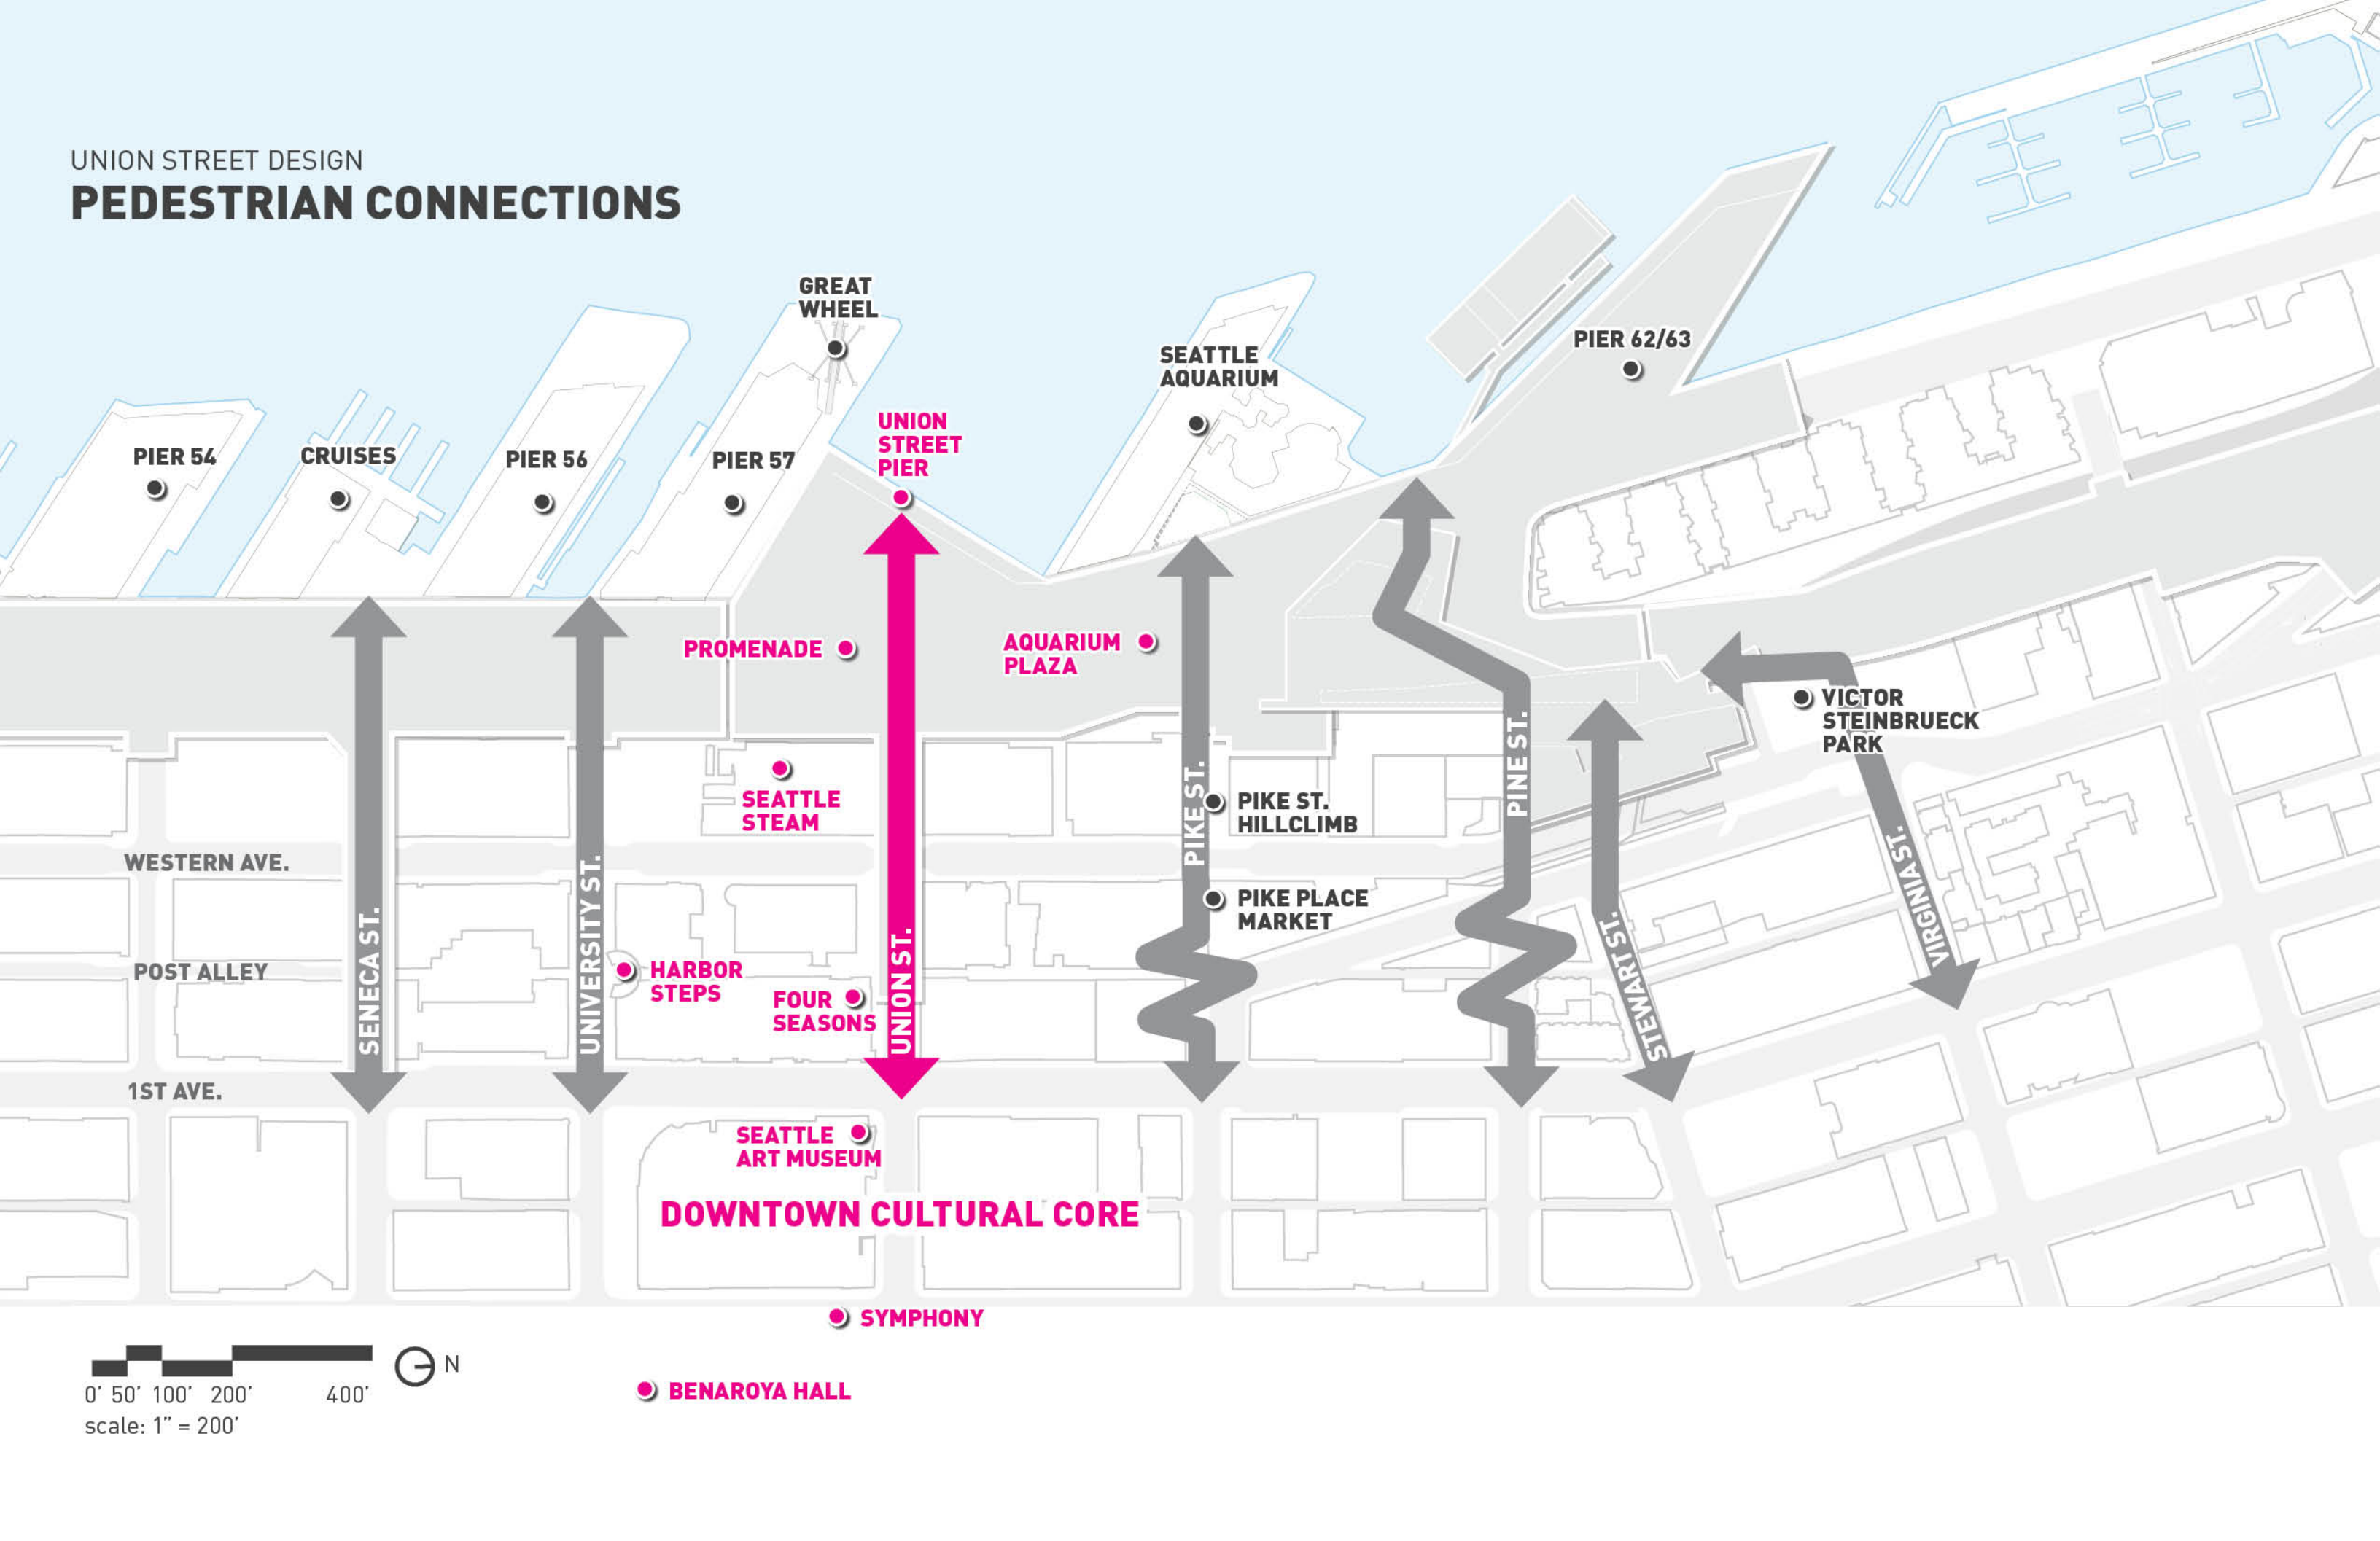 UNION STREET DESIGN
PEDESTRIAN CONNECTIONS
GREAT
WHEEL
PIER 62/63
SEATTLE
AQUARIUM
UNION
STREET
PIER
PIER 54
CRUISES
PIER 56
PIER 57
PROMENADE
AQUARIUM
PLAZA
VICTOR
STEINBRUECK
PARK
PINE ST.
PIKE ST.
SEATTLE
STEAM
PIKE ST.
HILLCLIMB
WESTERN AVE.
VIRGINIA ST.
UNIVERSITY ST.
PIKE PLACE
MARKET
SENECA ST.
UNION ST.
STEWART ST.
POST ALLEY
HARBOR
STEPS
FOUR
SEASONS
1ST AVE.
SEATTLE
ART MUSEUM
DOWNTOWN CULTURAL CORE
SYMPHONY
BENAROYA HALL
N
0' 50' 100' 200' 400'
scale: 1” = 200’